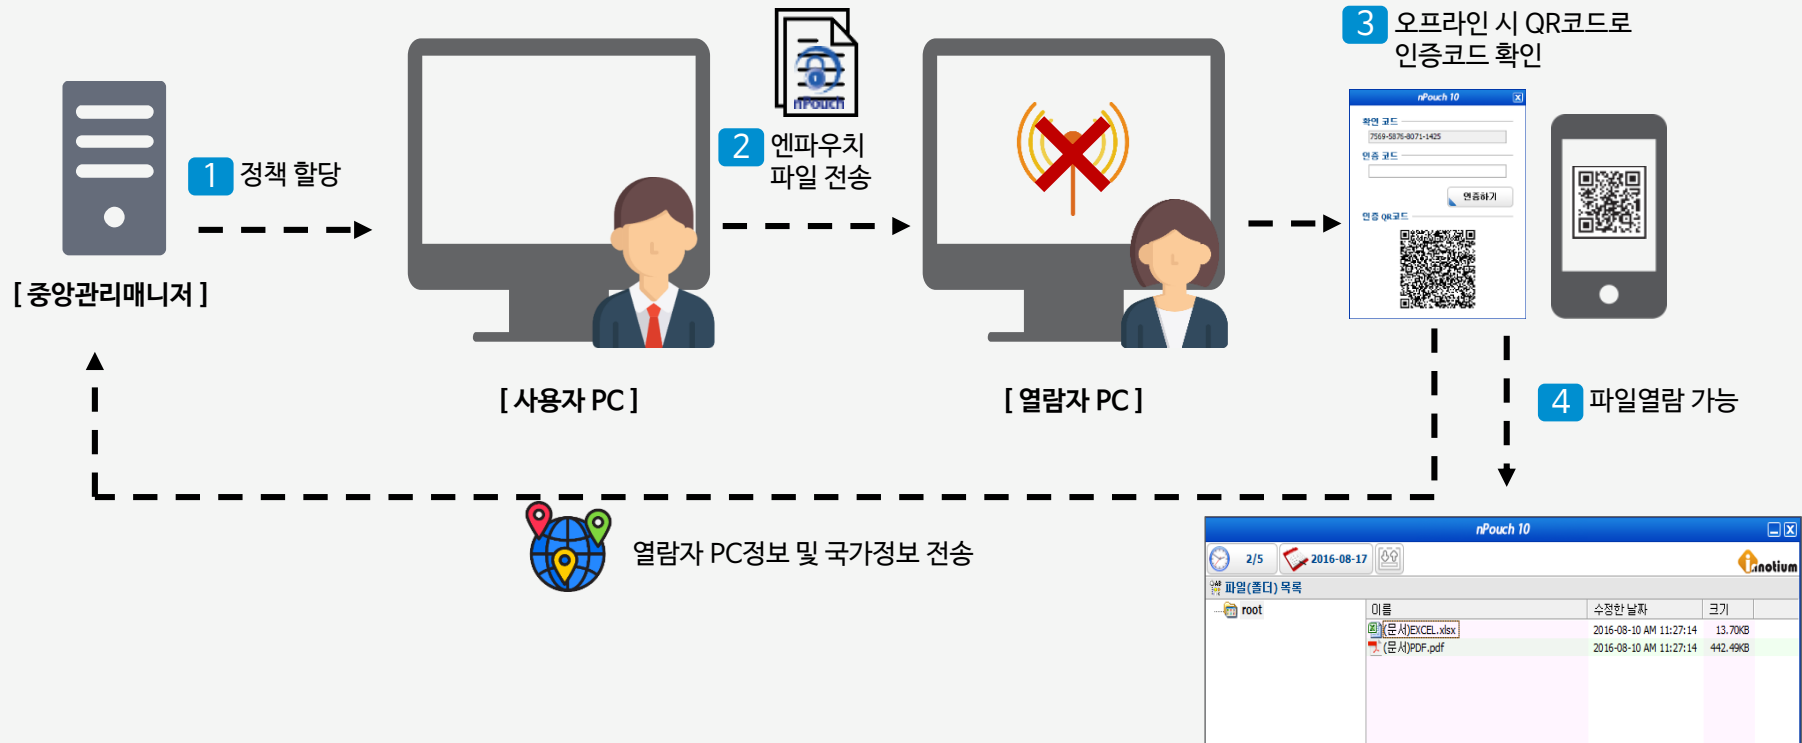 1 정책 할당
[ 중앙관리매니저 ]
[ 사용자 PC ]
nPouch
2 엔파우치
파일 전송
[ 열람자 PC ]
3 오프라인 시 QR코드로
인증코드 확인
nPouch 10
확인 코드
7569-5876-8071-1425
인증 코드
인증하기
인증 QR코드
4 파일열람 가능
열람자 PC정보 및 국가정보 전송
nPouch 10
2/5 2016-08-17
i.notium
파일(폴더) 목록
root
이름 수정한 날짜 크기
(문서)EXCEL.xlsx 2016-08-10 AM 11:27:14 13.70KB
(문서)PDF.pdf 2016-08-10 AM 11:27:14 442.49KB